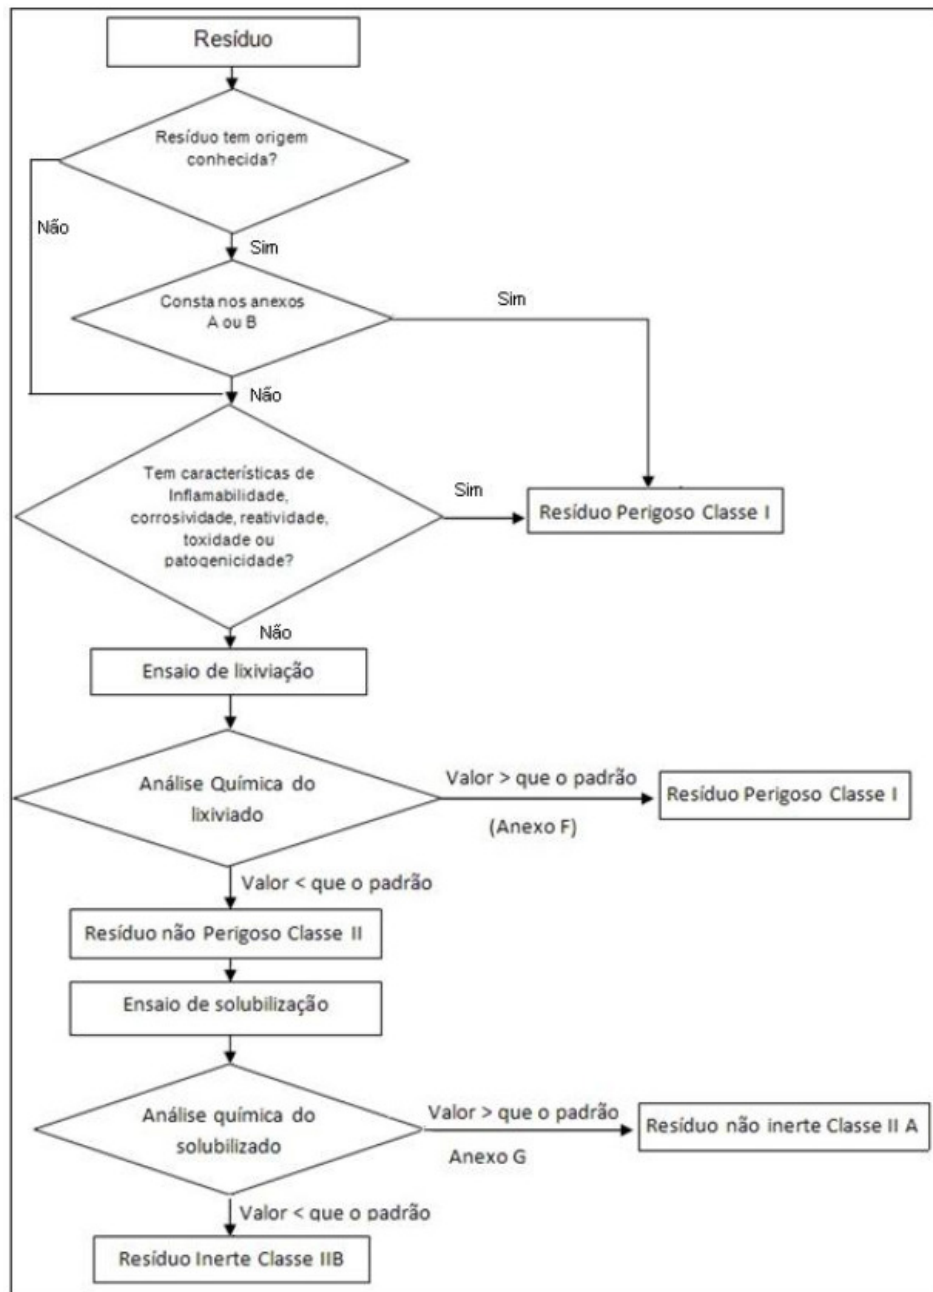 Resíduo
Resíduo tem origem
conhecida?
Não
Sim
Consta nos anexos
A ou B
Sim
Não
Tem características de
Inflamabilidade,
corrosividade, reatividade,
toxidade ou
patogenicidade?
Sim
Resíduo Perigoso Classe I
Não
Ensaio de lixiviação
Análise Química do
lixiviado
Valor > que o padrão
(Anexo F)
Resíduo Perigoso Classe I
Valor < que o padrão
Resíduo não Perigoso Classe II
Ensaio de solubilização
Análise química do
solubilizado
Valor > que o padrão
Anexo G
Resíduo não inerte Classe II A
Valor < que o padrão
Resíduo Inerte Classe IIB